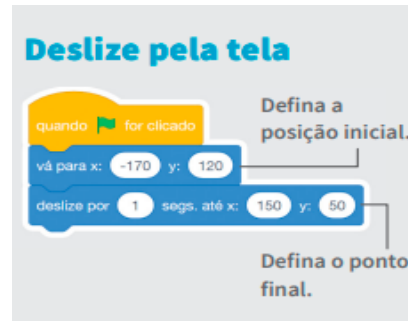 Deslize pela tela
quando for clicado
Defina a
posição inicial.
vá para x: -170 y: 120
deslize por 1 segs. até x: 150 y: 50
Defina o ponto
final.